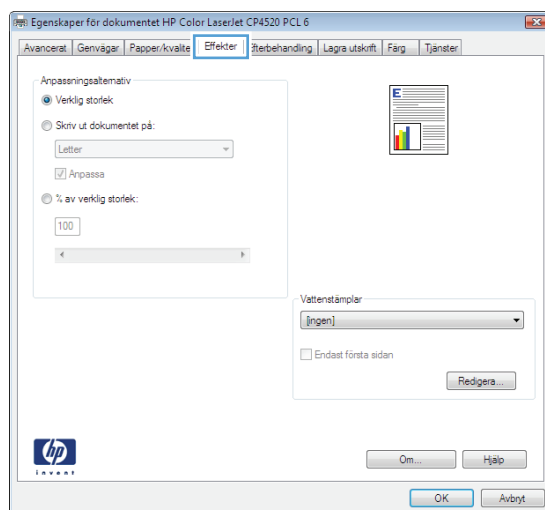 Egenskaper för dokumentet HP Color LaserJet CP4520 PCL 6
Avancerat Genvägar Papper/kvalite Effekter fterbehandling Lagra utskrift Färg Tjänster
Anpassningsalternativ
Verklig storlek
Skriv ut dokumentet på:
Letter
Anpassa
% av verklig storlek:
100
E
Vattenstämplar
[ingen]
Endast första sidan
Redigera...
hp
invent
Om... Hjälp
OK Avbryt